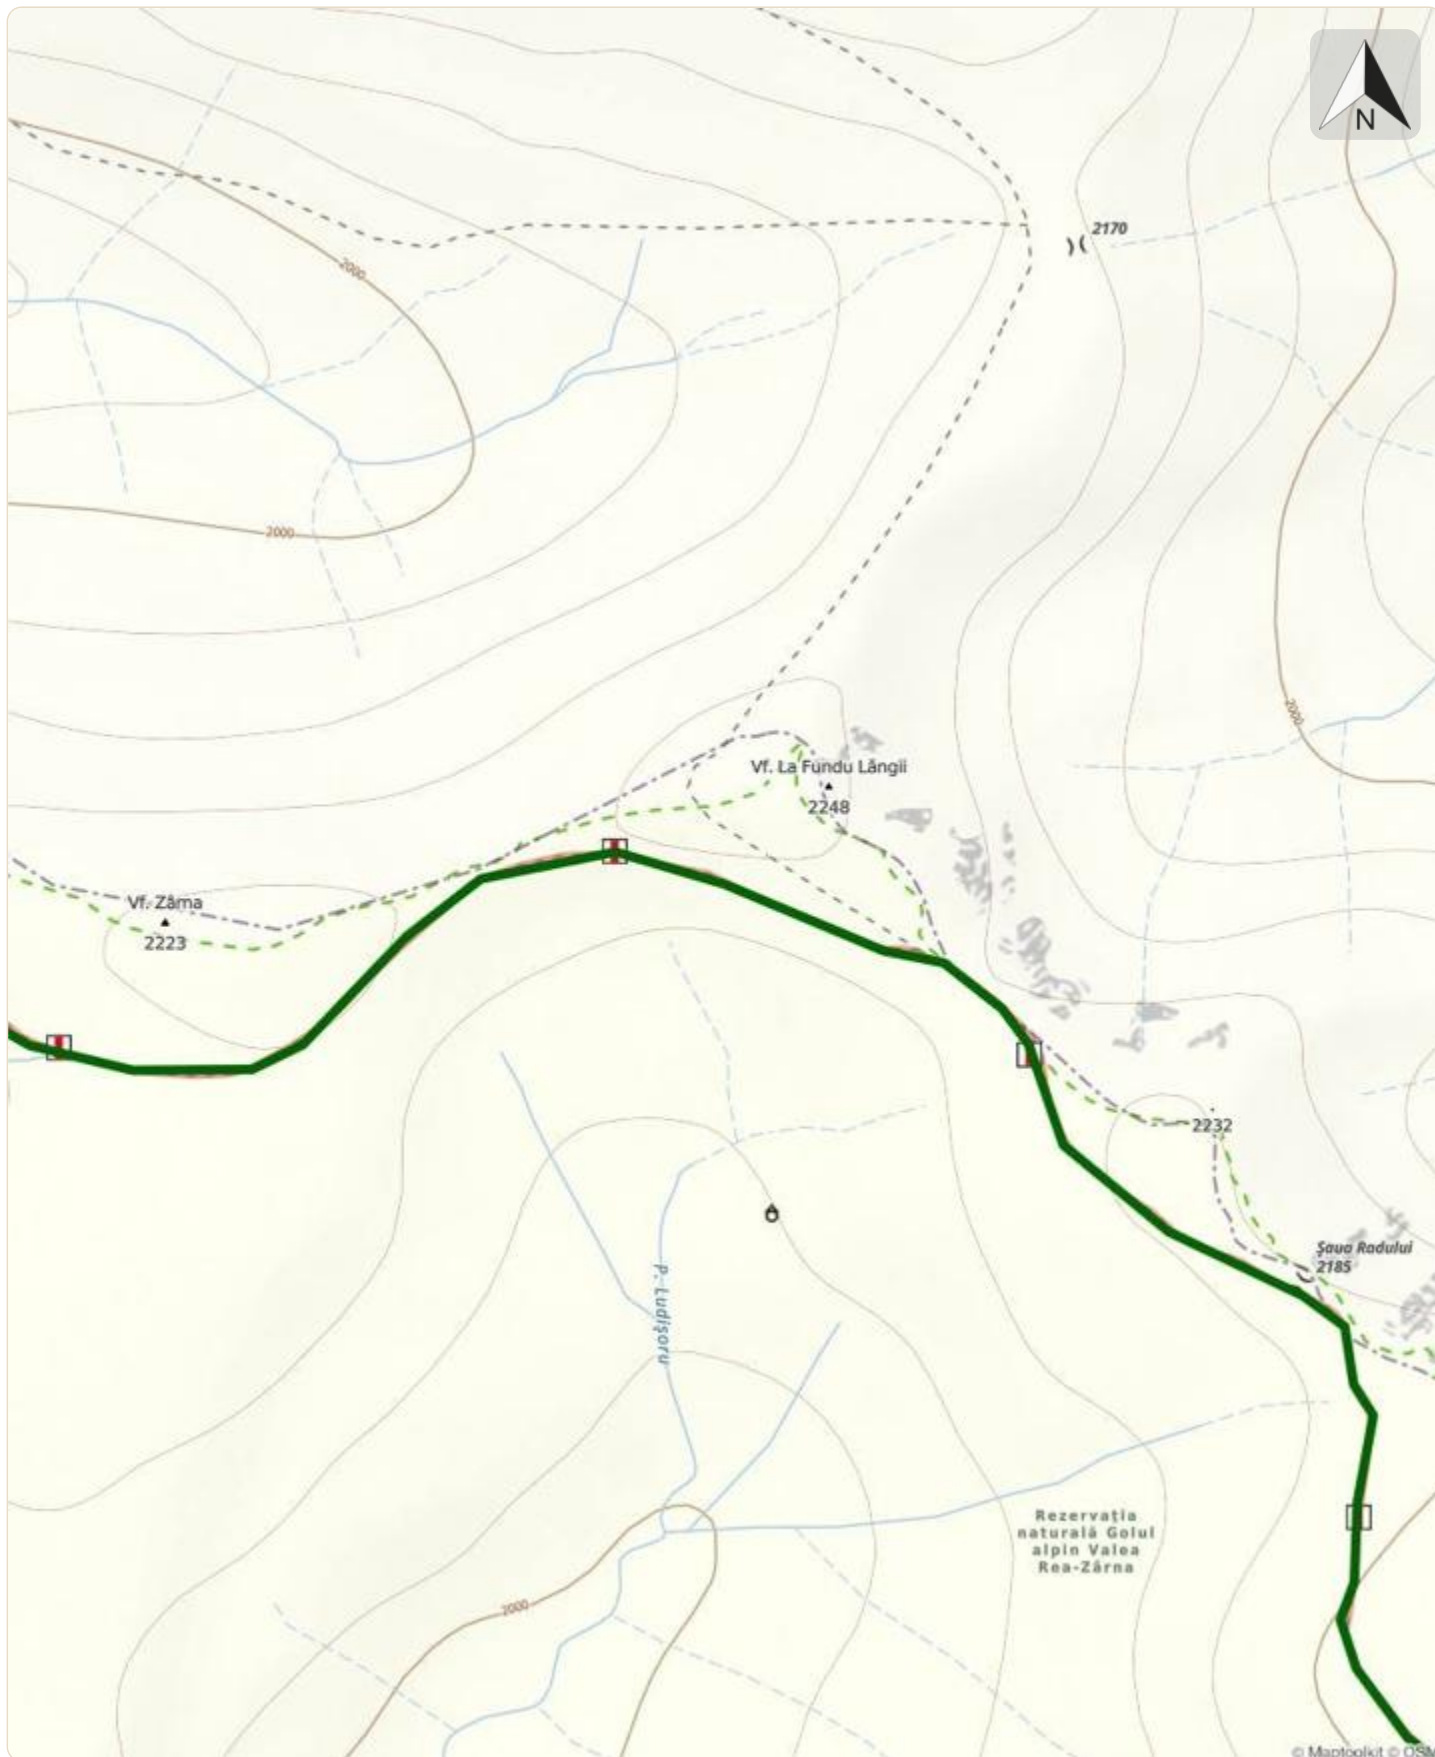 N
2170
2000
2000
2000
Vf. La Fundu Lângii
2248
Vf. Zâma
2223
2232
Șaua Radului
2185
P. Ludișoru
Rezervația
naturală Golul
alpin Valea
Rea-Zârna
2000
© Maptoolkit © OSM